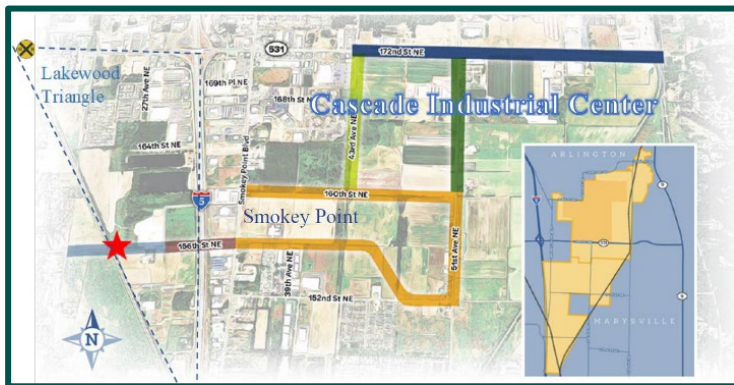 531
172nd St NE
Lakewood
Triangle
27th Ave NE
169th Pl NE
168th St N
Cascade Industrial Center
43rd Ave NE
164th St NE
Smokey Point Blvd
5
160th St NE
Smokey Point
51st Ave NE
156th St NE
39th Ave NE
152nd St NE
N
ARLINGTON
MARYSVILLE